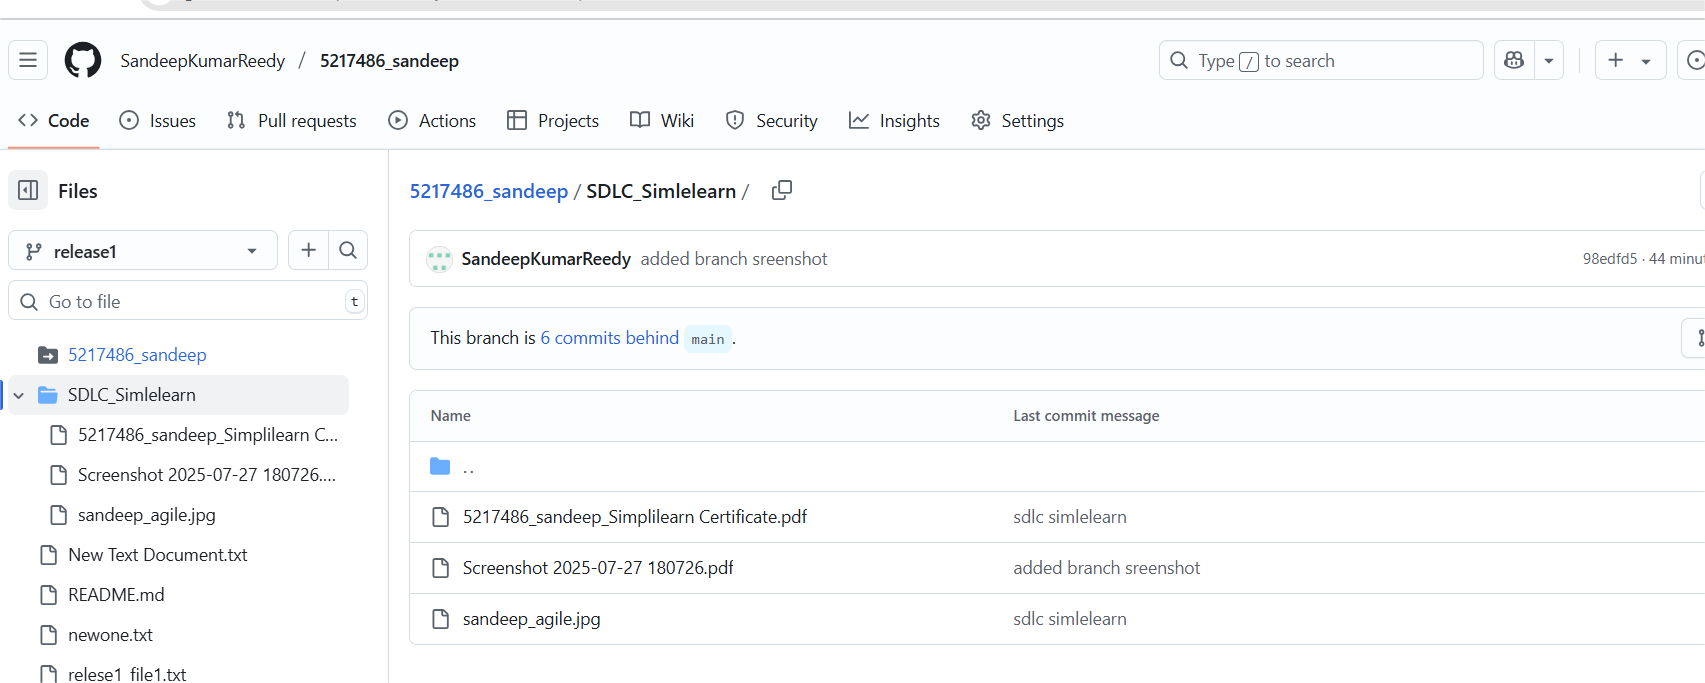 SandeepKumarReedy / 5217486_sandeep
Type / to search
Code Issues Pull requests Actions Projects Wiki Security Insights Settings
Files
release1
Go to file t
5217486_sandeep
SDLC_Simlelearn
5217486_sandeep_Simplilearn C...
Screenshot 2025-07-27 180726....
sandeep_agile.jpg
New Text Document.txt
README.md
newone.txt
relese1_file1.txt
5217486_sandeep / SDLC_Simlelearn /
SandeepKumarReedy added branch sreenshot 98edfd5 · 44 minut
This branch is 6 commits behind main .
Name Last commit message
..
5217486_sandeep_Simplilearn Certificate.pdf sdlc simlelearn
Screenshot 2025-07-27 180726.pdf added branch sreenshot
sandeep_agile.jpg sdlc simlelearn